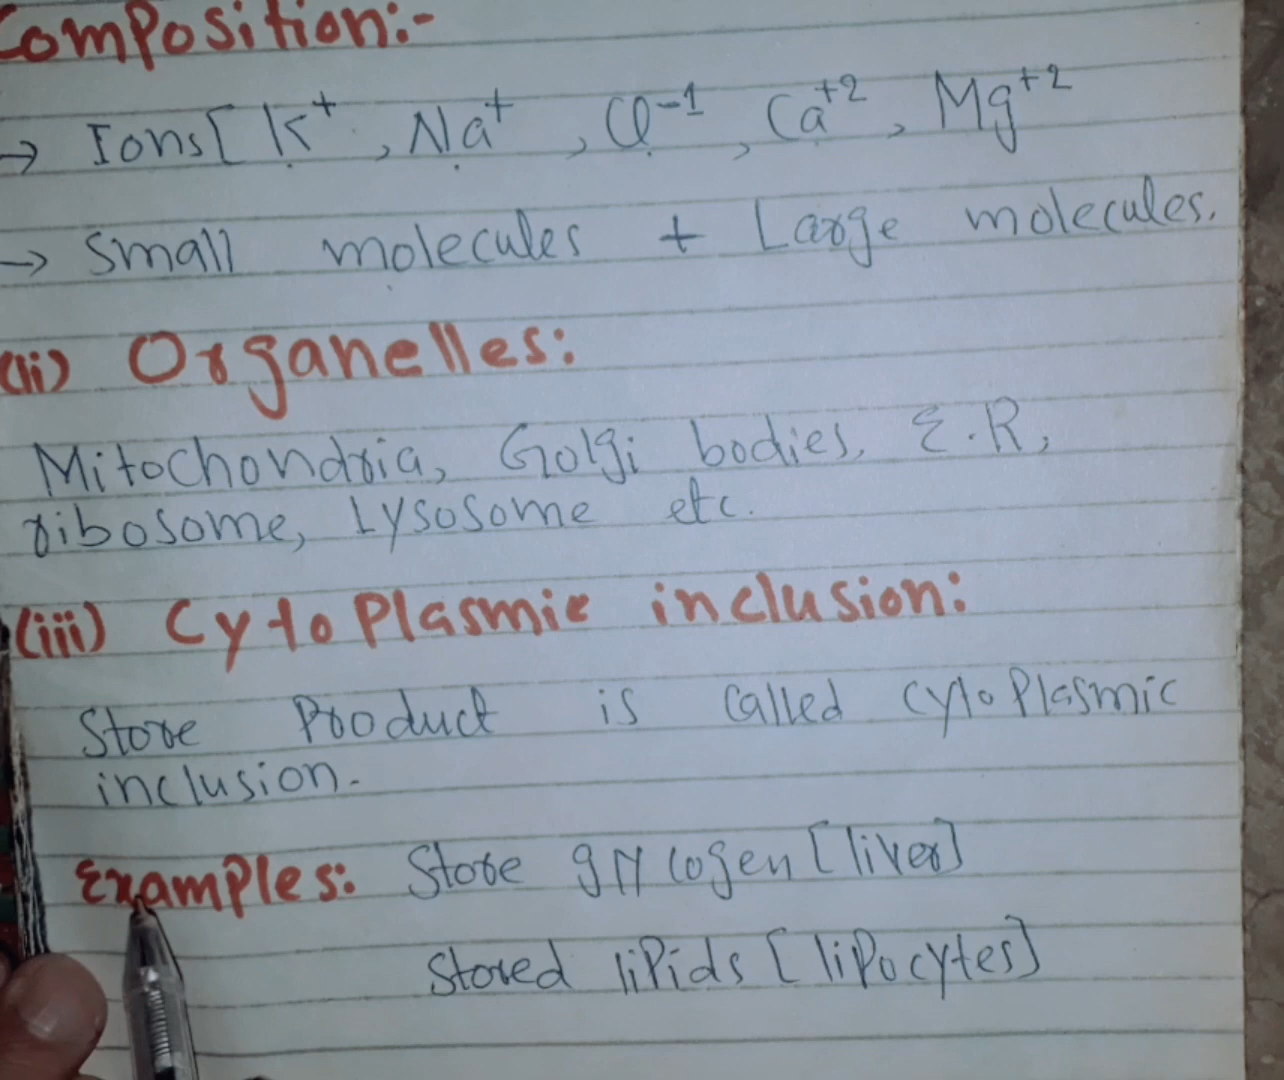 Composition:-
→ Ions[K⁺, Na⁺, Cl⁻¹, Ca⁺², Mg⁺²
→ Small molecules + Large molecules.
(ii) Organelles:
Mitochondria, Golgi bodies, E.R,
ribosome, Lysosome etc.
(iii) Cytoplasmic inclusion:
Store Product is called cytoplasmic
inclusion.
Examples: Store glycogen [liver]
Stored lipids [lipocytes]